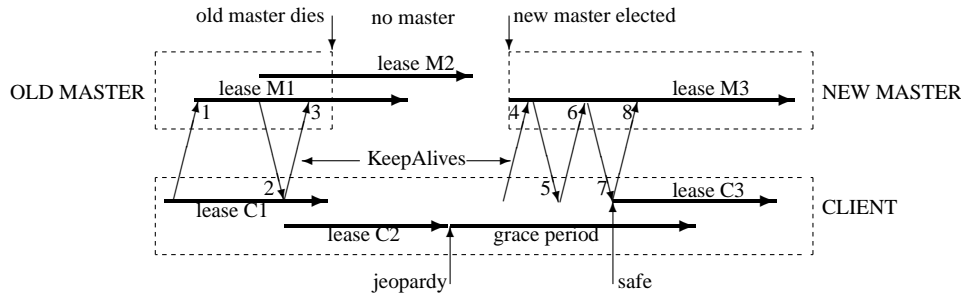 old master dies no master new master elected
lease M2
OLD MASTER lease M1 lease M3 NEW MASTER
1 3 4 6 8
KeepAlives
2 5 7
lease C1 lease C3 CLIENT
lease C2 grace period
jeopardy safe